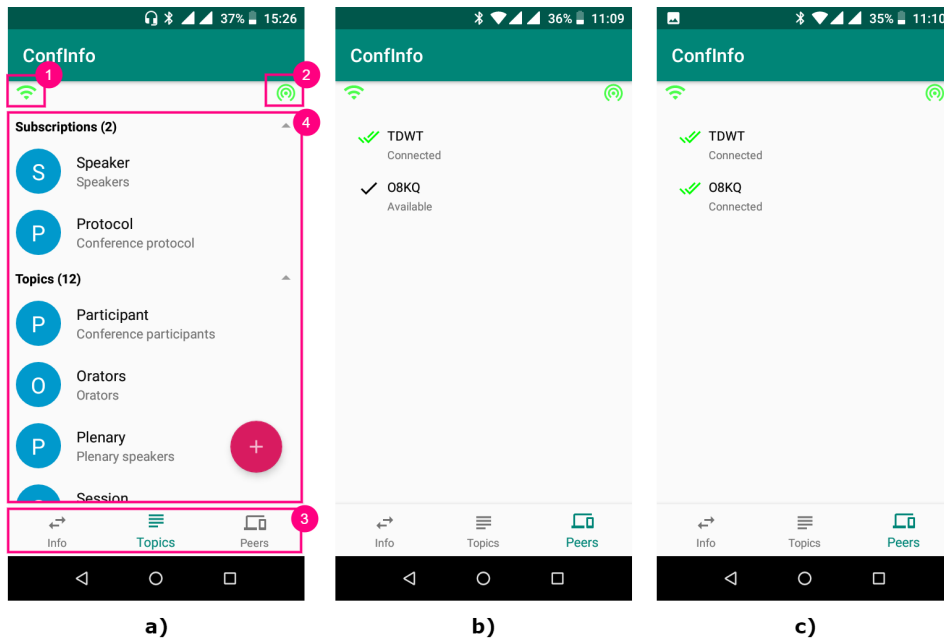 37% 15:26
ConfInfo
1
2
Subscriptions (2)
4
S
Speaker
Speakers
P
Protocol
Conference protocol
Topics (12)
P
Participant
Conference participants
O
Orators
Orators
P
Plenary
Plenary speakers
+
Session
3
Info Topics Peers
a)
36% 11:09
ConfInfo
TDWT
Connected
O8KQ
Available
Info Topics Peers
b)
35% 11:10
ConfInfo
TDWT
Connected
O8KQ
Connected
Info Topics Peers
c)